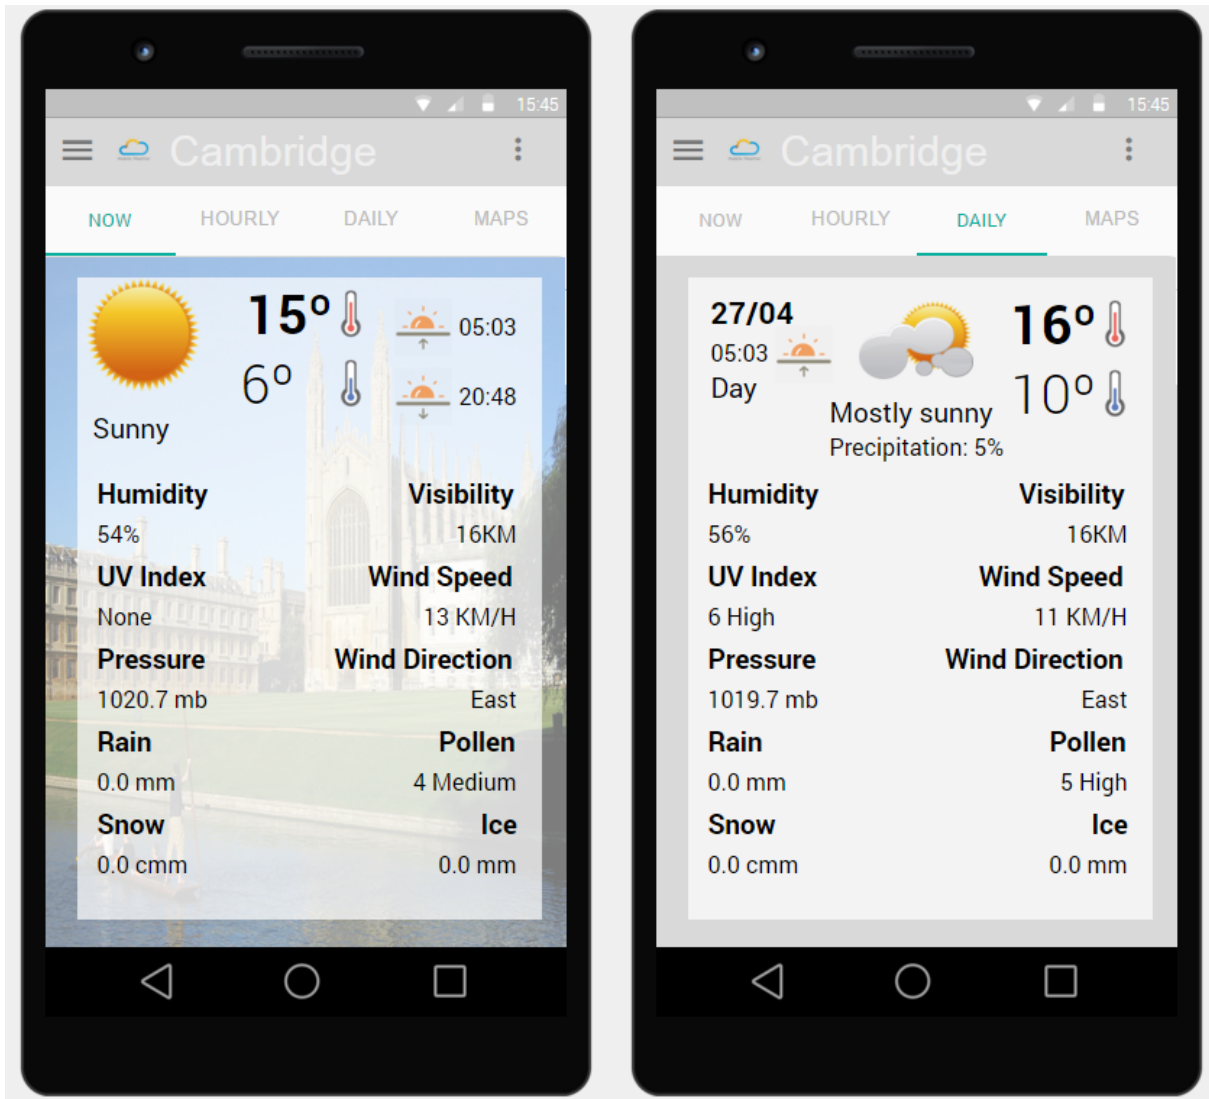 15:45
Cambridge
NOW HOURLY DAILY MAPS
15º 05:03
6º 20:48
Sunny
Humidity Visibility
54% 16KM
UV Index Wind Speed
None 13 KM/H
Pressure Wind Direction
1020.7 mb East
Rain Pollen
0.0 mm 4 Medium
Snow Ice
0.0 cmm 0.0 mm
15:45
Cambridge
NOW HOURLY DAILY MAPS
27/04 16º
05:03
Day 10º
Mostly sunny
Precipitation: 5%
Humidity Visibility
56% 16KM
UV Index Wind Speed
6 High 11 KM/H
Pressure Wind Direction
1019.7 mb East
Rain Pollen
0.0 mm 5 High
Snow Ice
0.0 cmm 0.0 mm